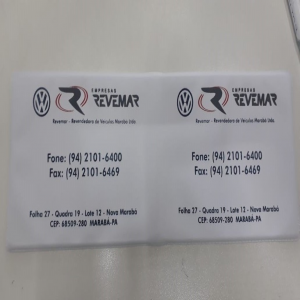 EMPRESAS
REVEMAR
Revemar - Revendedora de Veículos Marabá Ltda.
Fone: (94) 2101-6400
Fax: (94) 2101-6469
Folha 27 - Quadra 19 - Lote 12 - Nova Marabá
CEP: 68509-280 MARABÁ-PA
EMPRESAS
REVEMAR
Revemar - Revendedora de Veículos Marabá Ltda.
Fone: (94) 2101-6400
Fax: (94) 2101-6469
Folha 27 - Quadra 19 - Lote 12 - Nova Marabá
CEP: 68509-280 MARABÁ-PA